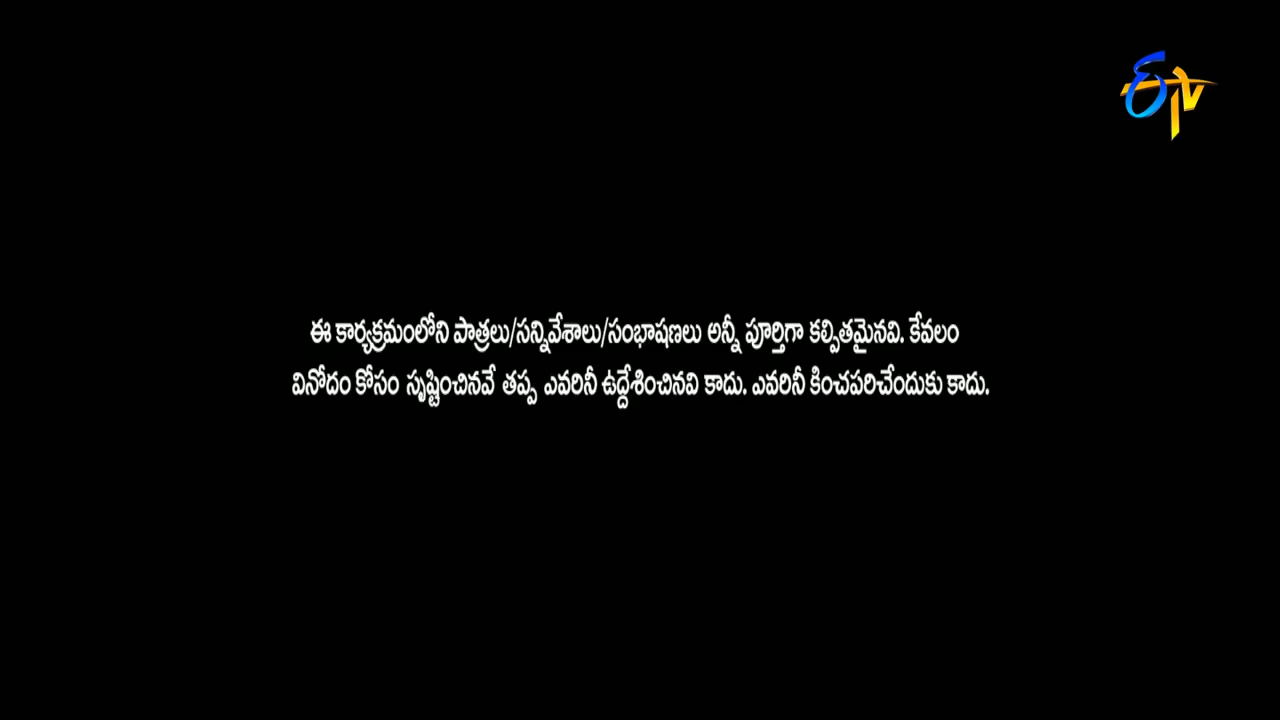 ఈ టీవీ
ఈ కార్యక్రమంలోని పాత్రలు/సన్నివేశాలు/సంభాషణలు అన్నీ పూర్తిగా కల్పితమైనవి. కేవలం
వినోదం కోసం సృష్టించినవే తప్ప ఎవరినీ ఉద్దేశించినవి కాదు. ఎవరినీ కించపరిచేందుకు కాదు.